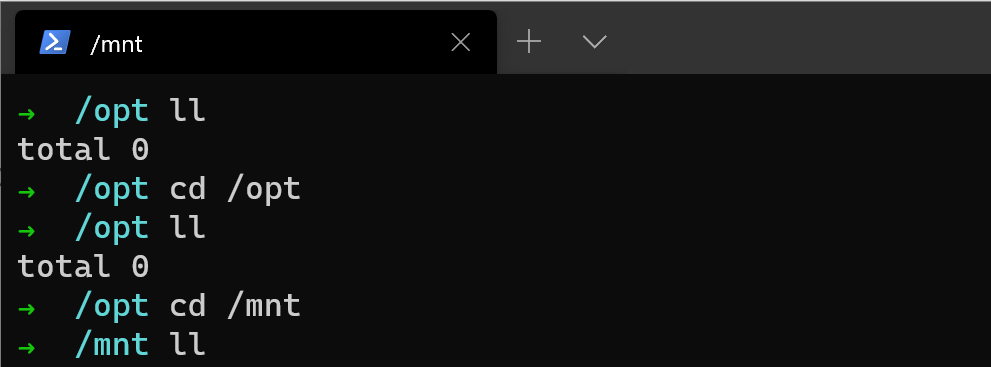 /mnt
→ /opt ll
total 0
→ /opt cd /opt
→ /opt ll
total 0
→ /opt cd /mnt
→ /mnt ll